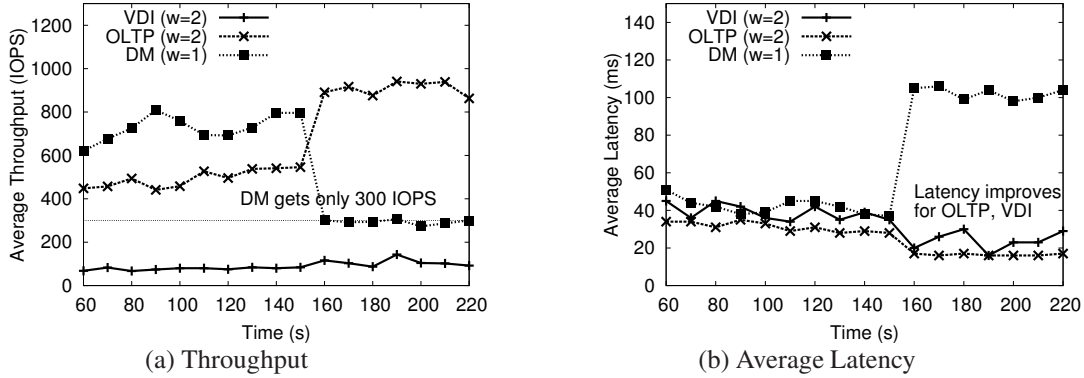 1300
1200
1000
800
600
400
200
0
Average Throughput (IOPS)
VDI (w=2)
OLTP (w=2)
DM (w=1)
DM gets only 300 IOPS
60 80 100 120 140 160 180 200 220
Time (s)
(a) Throughput
140
120
100
80
60
40
20
0
Average Latency (ms)
VDI (w=2)
OLTP (w=2)
DM (w=1)
Latency improves
for OLTP, VDI
60 80 100 120 140 160 180 200 220
Time (s)
(b) Average Latency